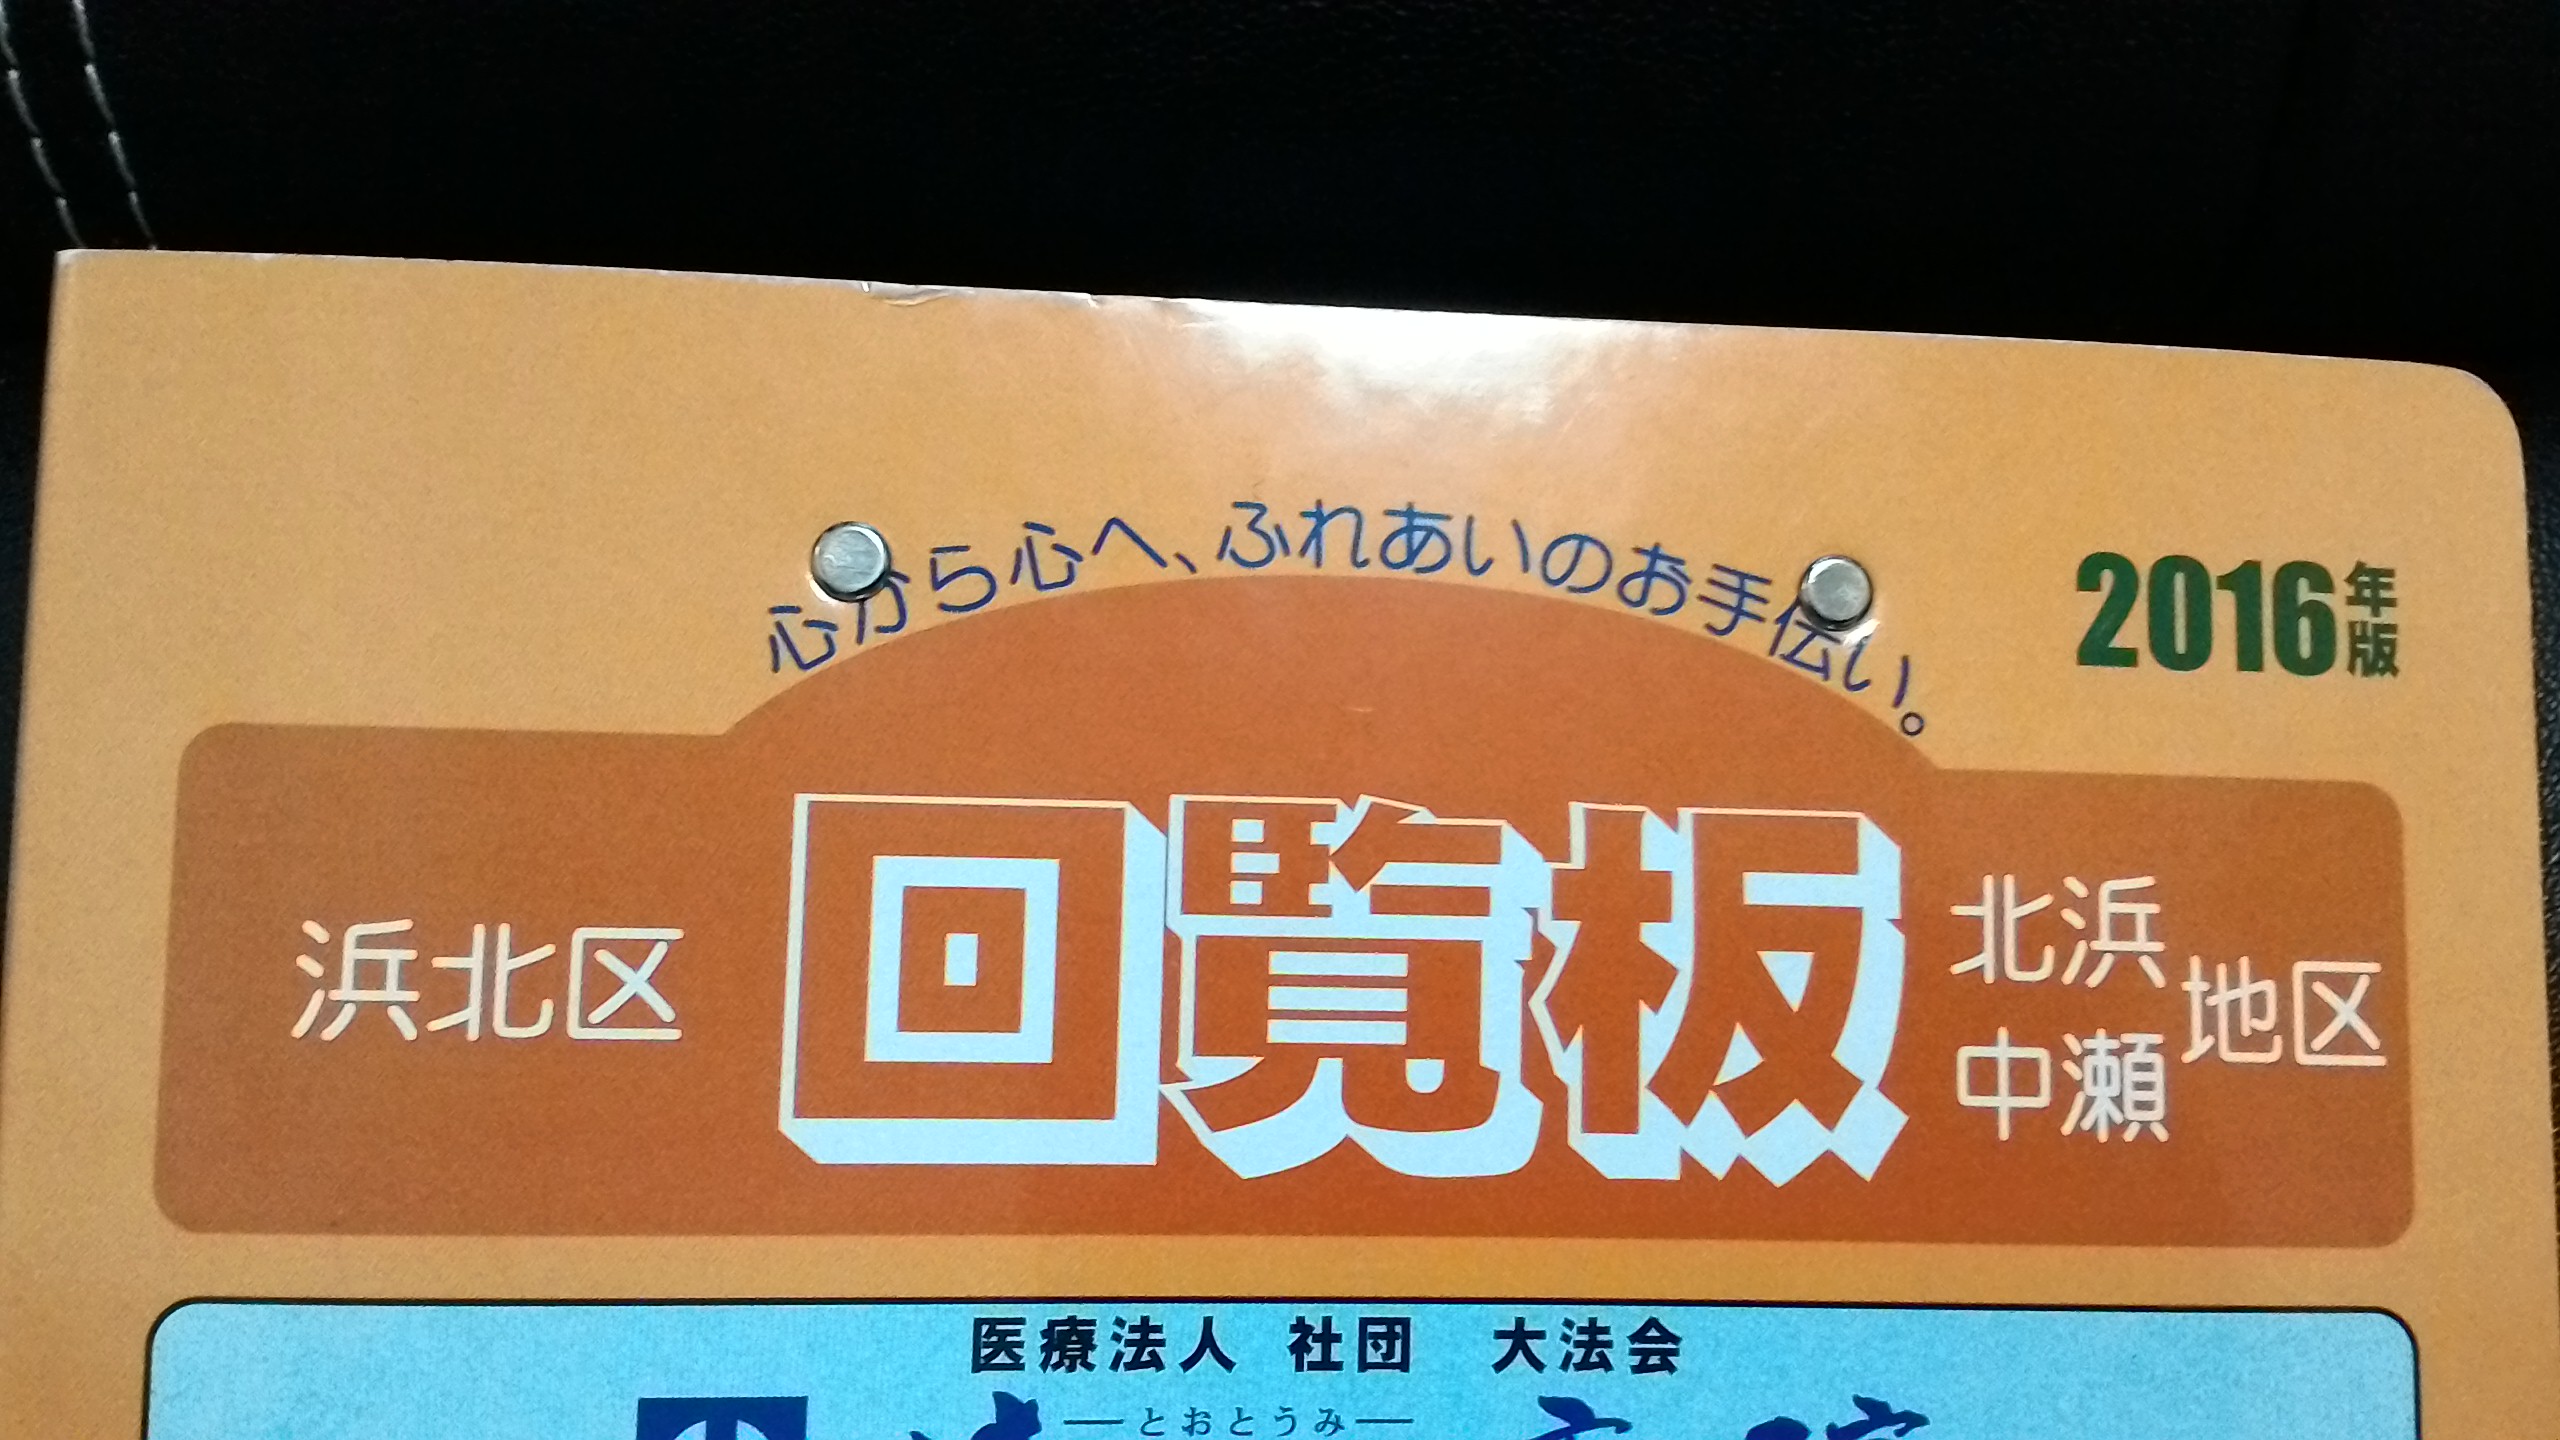 心から心へ、ふれあいのお手伝い。
2016年版
浜北区
回覧板
北浜
中瀬
地区
医療法人 社団 大法会
とおとうみ